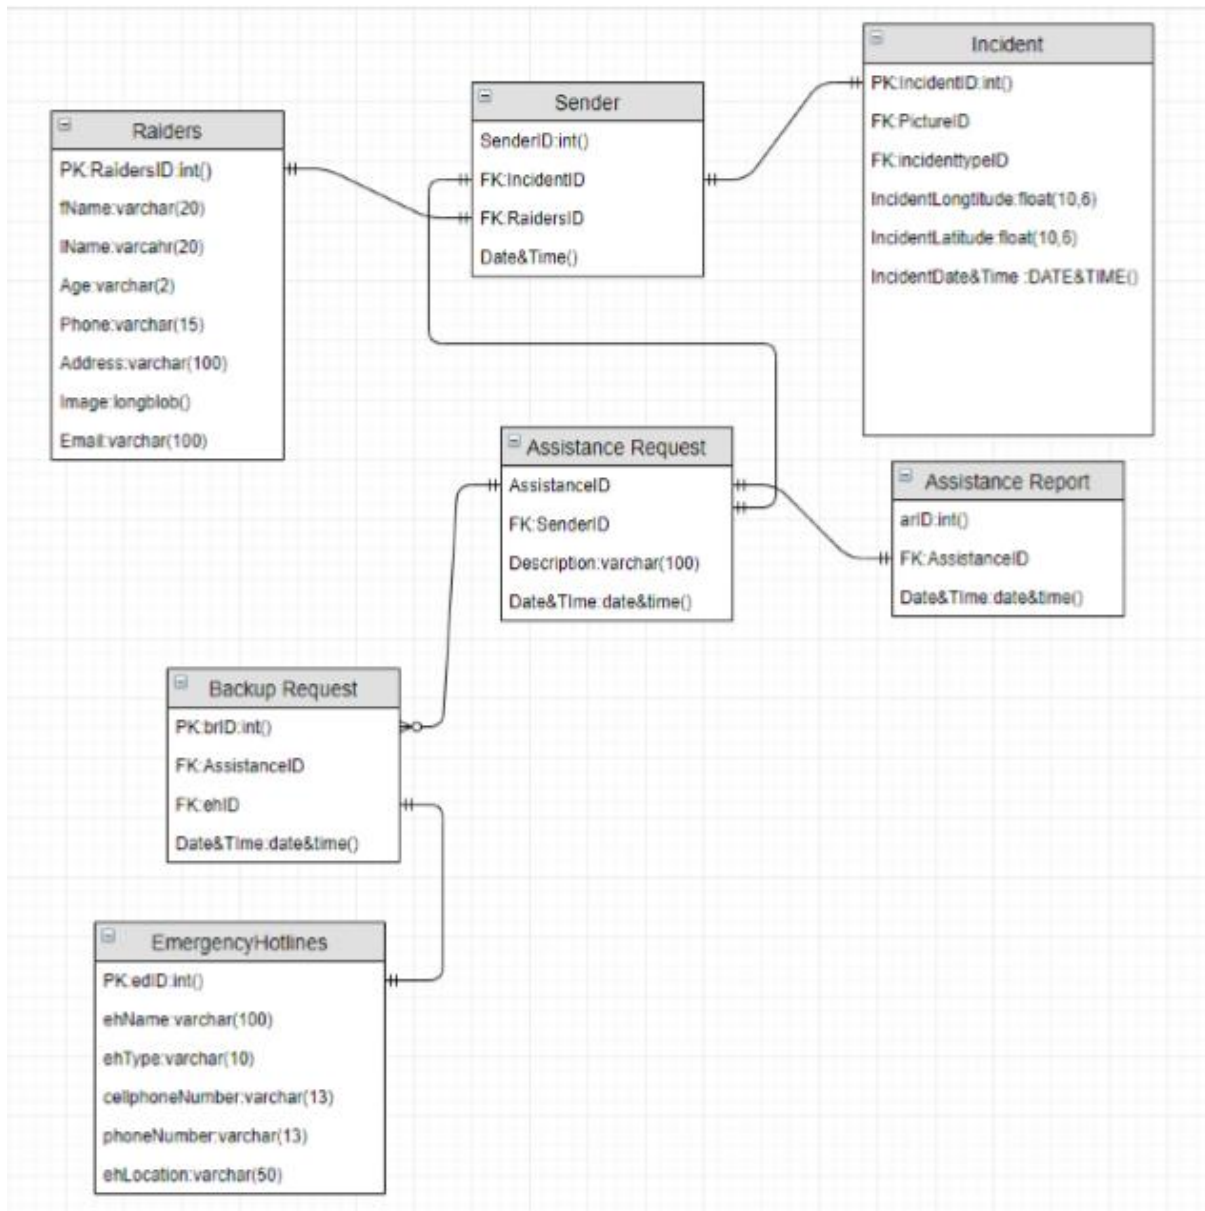 Raiders
PK:RaidersID:int()
fName:varchar(20)
lName:varcahr(20)
Age:varchar(2)
Phone:varchar(15)
Address:varchar(100)
Image:longblob()
Email:varchar(100)
Sender
SenderID:int()
FK:IncidentID
FK:RaidersID
Date&Time()
Incident
PK:IncidentID:int()
FK:PictureID
FK:incidenttypeID
IncidentLongtitude:float(10,6)
IncidentLatitude:float(10,6)
IncidentDate&Time :DATE&TIME()
Assistance Request
AssistanceID
FK:SenderID
Description:varchar(100)
Date&TIme:date&time()
Assistance Report
arID:int()
FK:AssistanceID
Date&TIme:date&time()
Backup Request
PK:brID:int()
FK:AssistanceID
FK:ehID
Date&TIme:date&time()
EmergencyHotlines
PK:edID:int()
ehName:varchar(100)
ehType:varchar(10)
cellphoneNumber:varchar(13)
phoneNumber:varchar(13)
ehLocation:varchar(50)